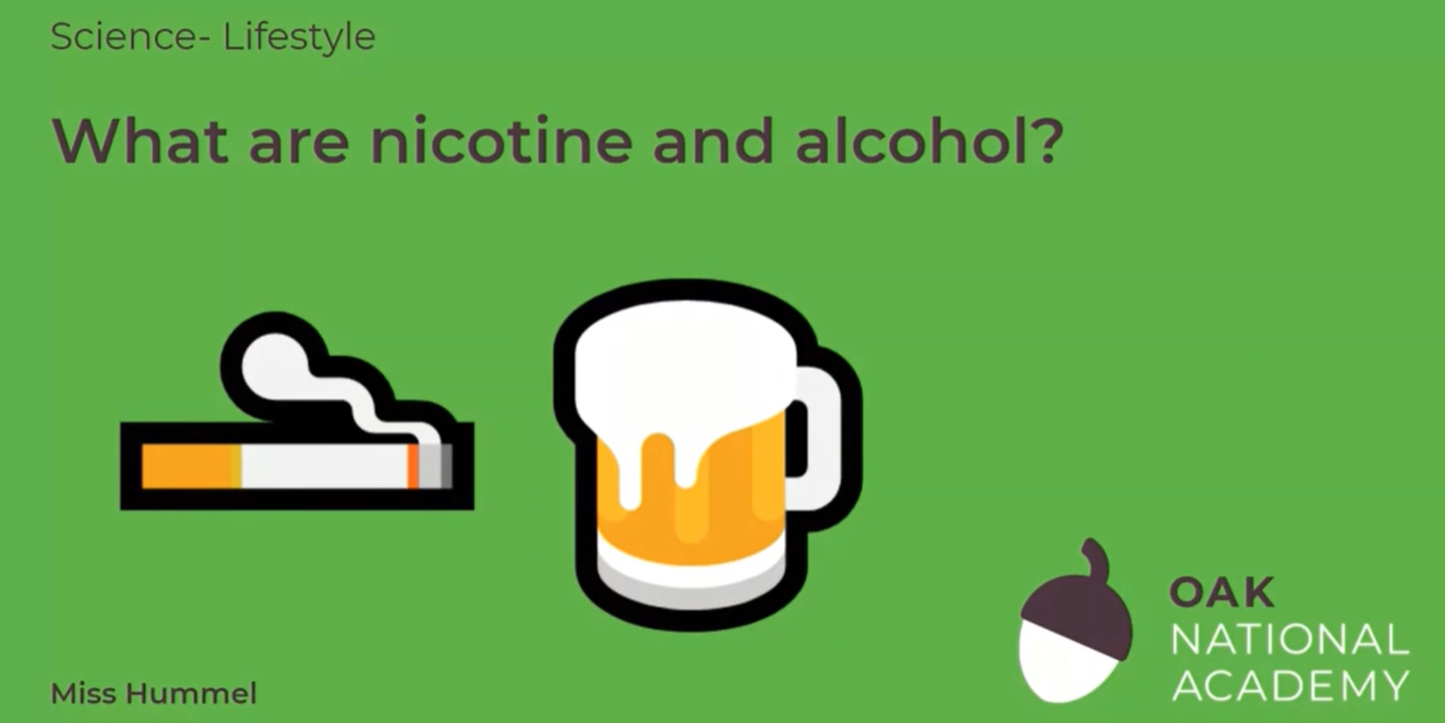 Science- Lifestyle
What are nicotine and alcohol?
Miss Hummel
OAK
NATIONAL
ACADEMY